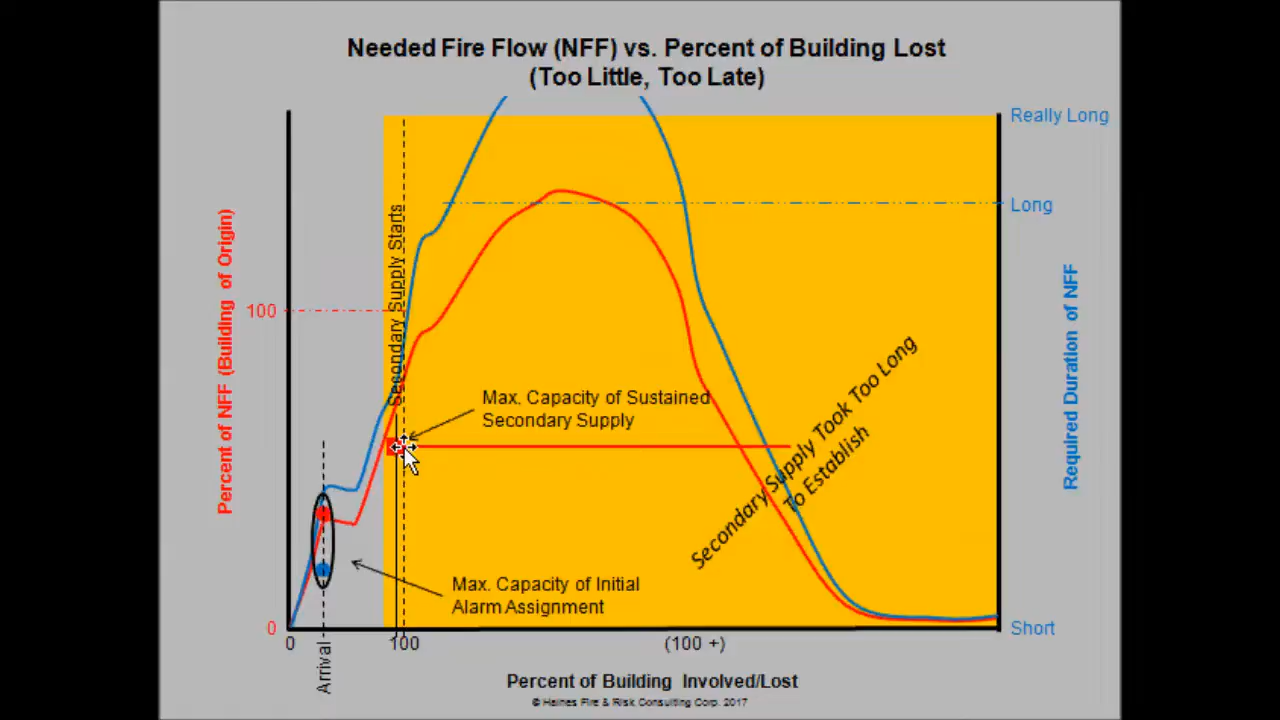 Needed Fire Flow (NFF) vs. Percent of Building Lost
(Too Little, Too Late)
Really Long
Long
Short
Required Duration of NFF
Percent of NFF (Building of Origin)
100
0
Secondary Supply Starts
Max. Capacity of Sustained
Secondary Supply
Secondary Supply Took Too Long
To Establish
Max. Capacity of Initial
Alarm Assignment
0
Arrival
100
(100 +)
Percent of Building Involved/Lost
© Haines Fire & Risk Consulting Corp. 2017